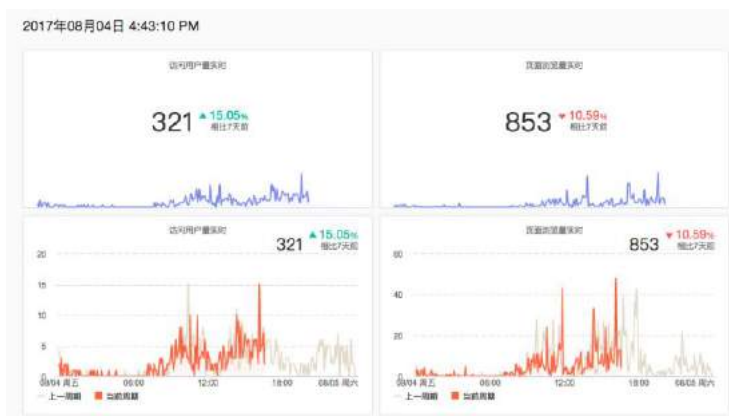 2017年08月04日 4:43:10 PM
访问用户量实时
321 ▲15.05%
相比7天前
页面浏览量实时
853 ▼10.59%
相比7天前
访问用户量实时
321 ▲15.05%
相比7天前
20
15
10
5
0
08/04 周五 06:00 12:00 18:00 08/05 周六
上一周期 当前周期
页面浏览量实时
853 ▼10.59%
相比7天前
60
40
20
0
08/04 周五 06:00 12:00 18:00 08/05 周六
上一周期 当前周期